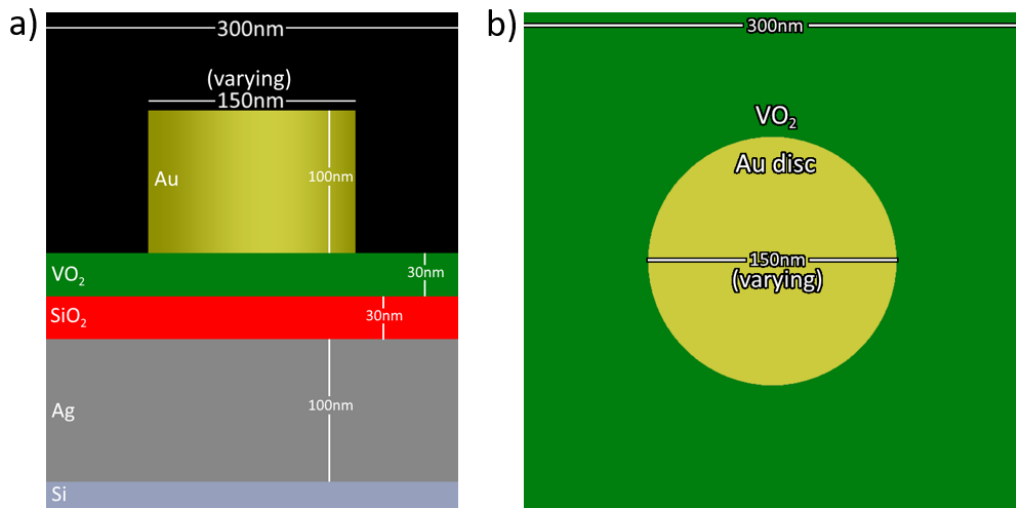 a)
300nm
(varying)
150nm
Au
100nm
VO₂
30nm
SiO₂
30nm
Ag
100nm
Si
b)
300nm
VO₂
Au disc
150nm
(varying)